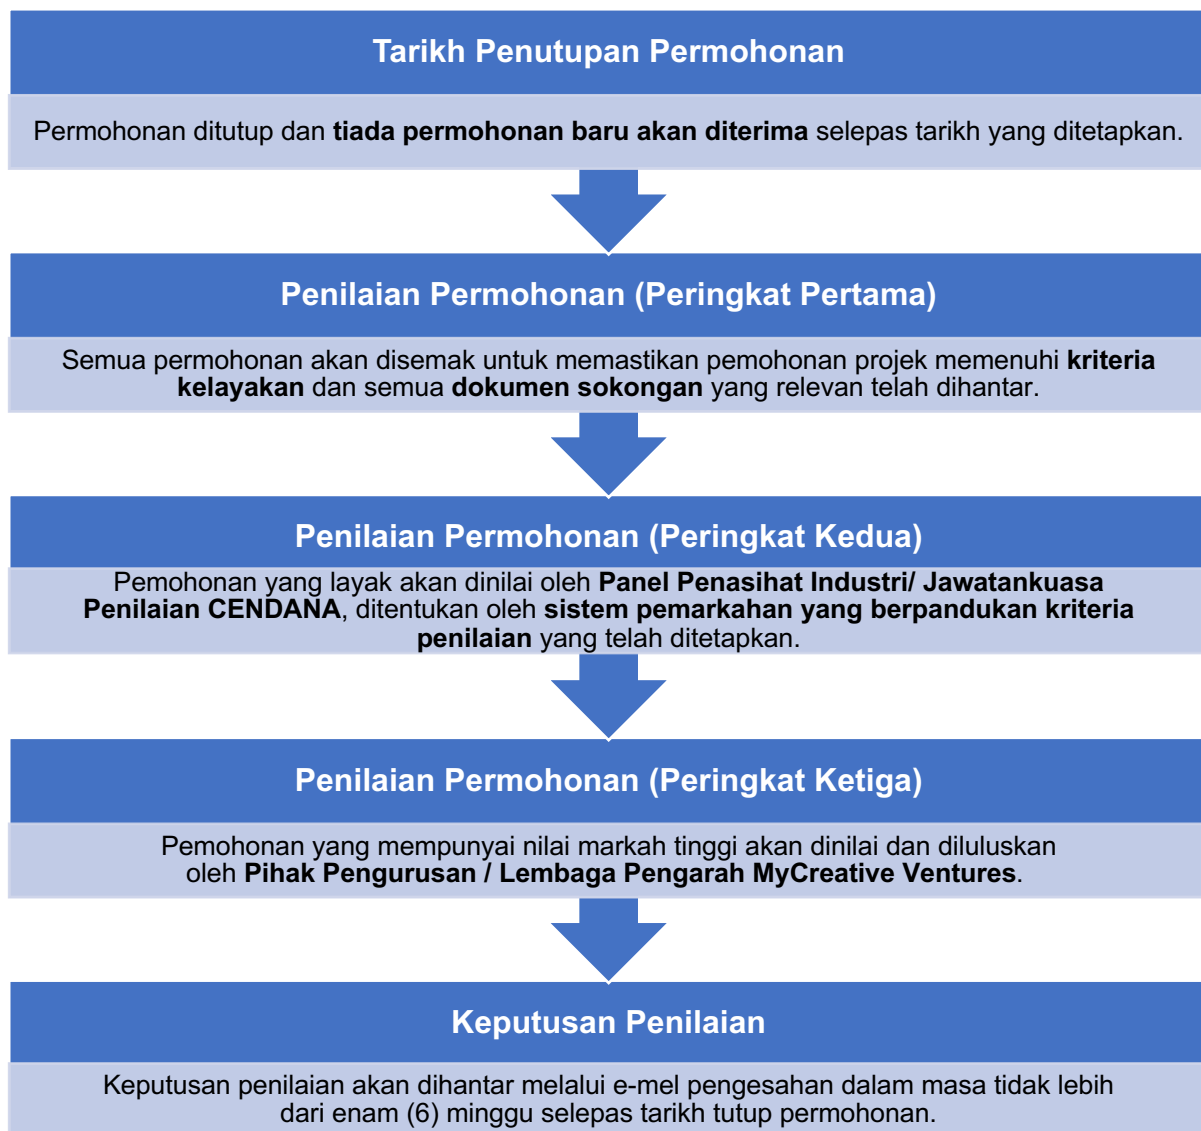 Tarikh Penutupan Permohonan
Permohonan ditutup dan tiada permohonan baru akan diterima selepas tarikh yang ditetapkan.
Penilaian Permohonan (Peringkat Pertama)
Semua permohonan akan disemak untuk memastikan pemohonan projek memenuhi kriteria
kelayakan dan semua dokumen sokongan yang relevan telah dihantar.
Penilaian Permohonan (Peringkat Kedua)
Pemohonan yang layak akan dinilai oleh Panel Penasihat Industri/ Jawatankuasa
Penilaian CENDANA, ditentukan oleh sistem pemarkahan yang berpandukan kriteria
penilaian yang telah ditetapkan.
Penilaian Permohonan (Peringkat Ketiga)
Pemohonan yang mempunyai nilai markah tinggi akan dinilai dan diluluskan
oleh Pihak Pengurusan / Lembaga Pengarah MyCreative Ventures.
Keputusan Penilaian
Keputusan penilaian akan dihantar melalui e-mel pengesahan dalam masa tidak lebih
dari enam (6) minggu selepas tarikh tutup permohonan.